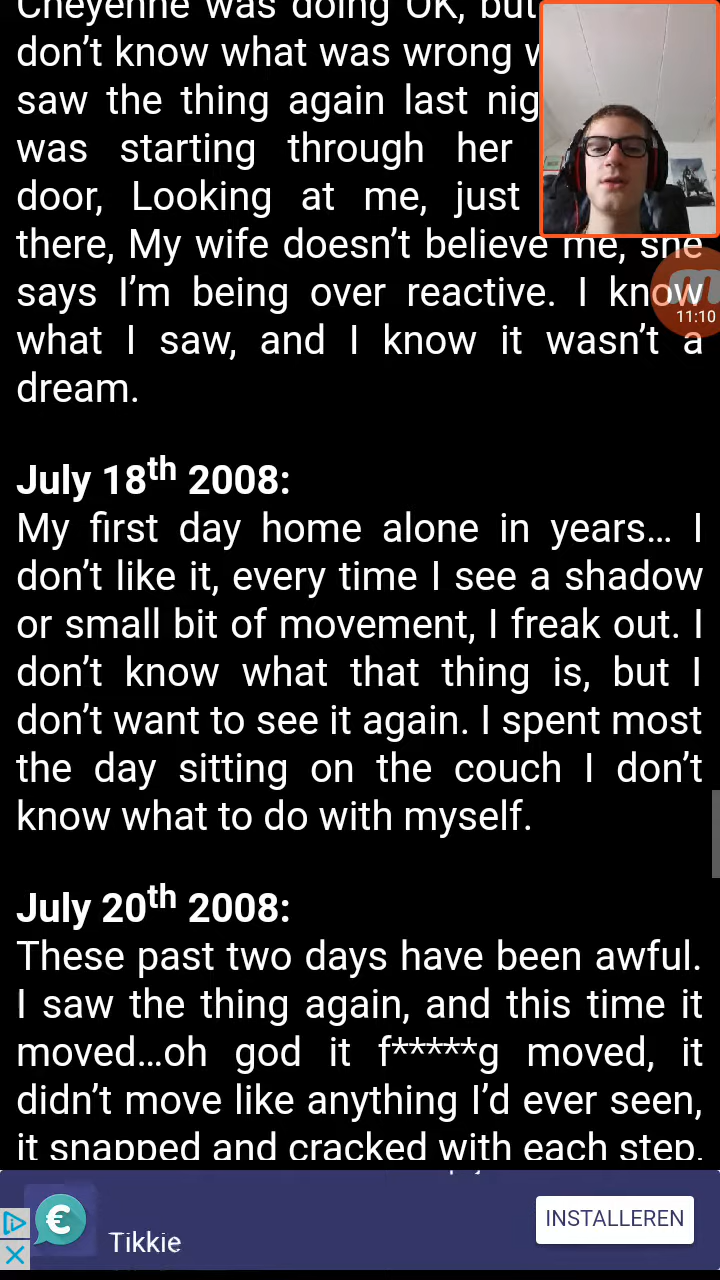 Cheyenne was doing OK, but
don't know what was wrong
saw the thing again last nig
was starting through her
door, Looking at me, just
there, My wife doesn't believe me, she
says I'm being over reactive. I know
11:10
what I saw, and I know it wasn't a
dream.
July 18th 2008:
My first day home alone in years... I
don't like it, every time I see a shadow
or small bit of movement, I freak out. I
don't know what that thing is, but I
don't want to see it again. I spent most
the day sitting on the couch I don't
know what to do with myself.
July 20th 2008:
These past two days have been awful.
I saw the thing again, and this time it
moved...oh god it f*****g moved, it
didn't move like anything I'd ever seen,
it snapped and cracked with each step.
Tikkie
INSTALLEREN